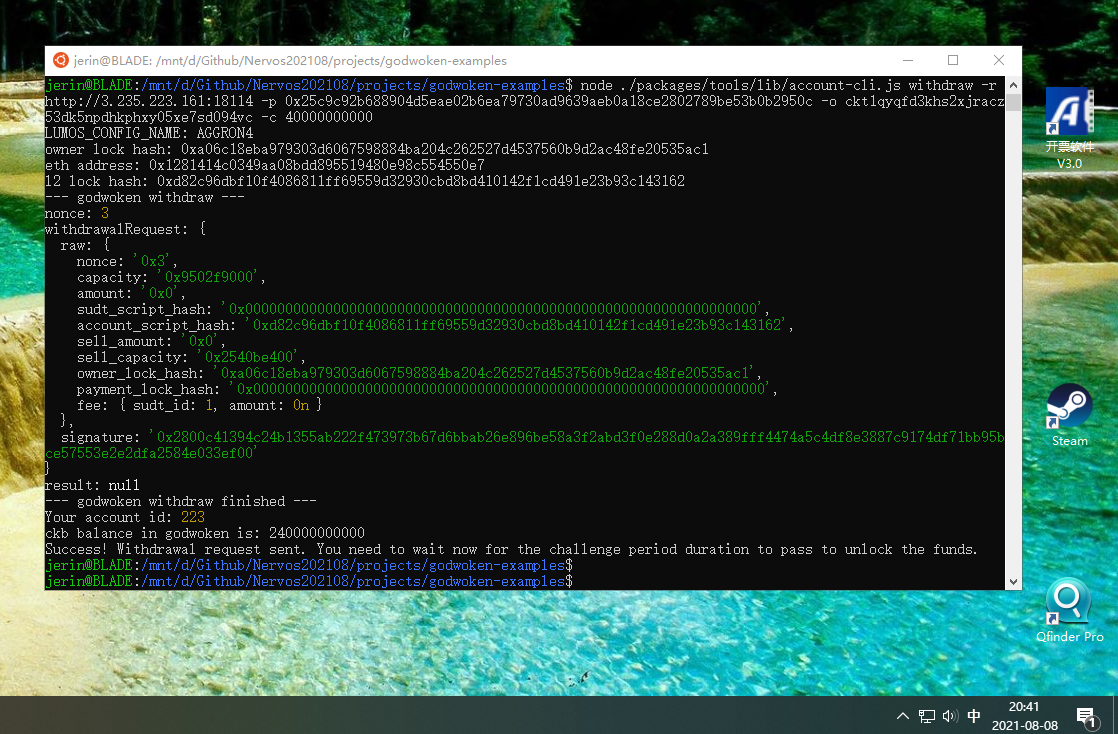 jerin@BLADE: /mnt/d/Github/Nervos202108/projects/godwoken-examples
jerin@BLADE:/mnt/d/Github/Nervos202108/projects/godwoken-examples$ node ./packages/tools/lib/account-cli.js withdraw -r
http://3.235.223.161:18114 -p 0x25c9c92b688904d5eae02b6ea79730ad9639aeb0a18ce2802789be53b0b2950c -o ckt1qyqfd3khs2xjracz
53dk5npdhkphxy05xe7sd094vc -c 40000000000
LUMOS_CONFIG_NAME: AGGRON4
owner lock hash: 0xa06c18eba979303d6067598884ba204c262527d4537560b9d2ac48fe20535ac1
eth address: 0x1281414c0349aa08bdd895519480e98c554550e7
l2 lock hash: 0xd82c96dbf10f4086811ff69559d32930cbd8bd410142f1cd491e23b93c143162
--- godwoken withdraw ---
nonce: 3
withdrawalRequest: {
  raw: {
    nonce: '0x3',
    capacity: '0x9502f9000',
    amount: '0x0',
    sudt_script_hash: '0x0000000000000000000000000000000000000000000000000000000000000000',
    account_script_hash: '0xd82c96dbf10f4086811ff69559d32930cbd8bd410142f1cd491e23b93c143162',
    sell_amount: '0x0',
    sell_capacity: '0x2540be400',
    owner_lock_hash: '0xa06c18eba979303d6067598884ba204c262527d4537560b9d2ac48fe20535ac1',
    payment_lock_hash: '0x0000000000000000000000000000000000000000000000000000000000000000',
    fee: { sudt_id: 1, amount: 0n }
  },
  signature: '0x2800c41394c24b1355ab222f473973b67d6bbab26e896be58a3f2abd3f0e288d0a2a389fff4474a5c4df8e3887c9174df71bb95b
ce57553e2e2dfa2584e033ef00'
}
result: null
--- godwoken withdraw finished ---
Your account id: 223
ckb balance in godwoken is: 240000000000
Success! Withdrawal request sent. You need to wait now for the challenge period duration to pass to unlock the funds.
jerin@BLADE:/mnt/d/Github/Nervos202108/projects/godwoken-examples$
jerin@BLADE:/mnt/d/Github/Nervos202108/projects/godwoken-examples$
开票软件
V3.0
Steam
Qfinder Pro
中
20:41
2021-08-08
1